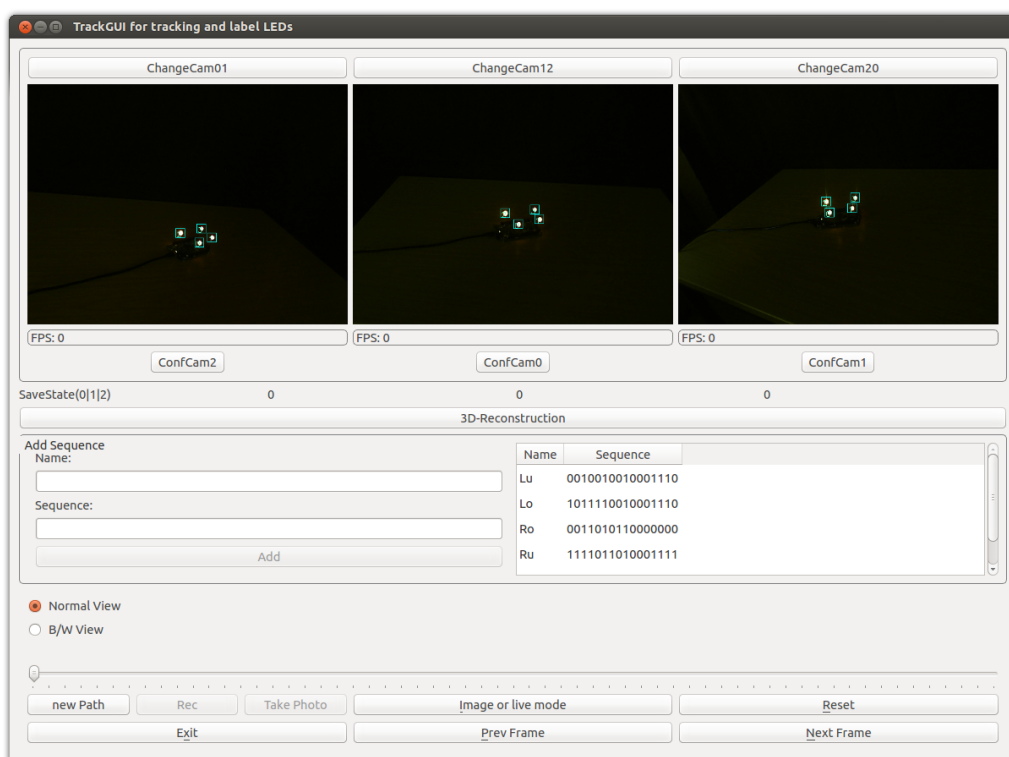 TrackGUI for tracking and label LEDs
ChangeCam01 ChangeCam12 ChangeCam20
FPS: 0 FPS: 0 FPS: 0
ConfCam2 ConfCam0 ConfCam1
SaveState(0|1|2) 0 0 0
3D-Reconstruction
Add Sequence
Name:
Sequence:
Add
Name Sequence
Lu 0010010010001110
Lo 1011110010001110
Ro 0011010110000000
Ru 1111011010001111
Normal View
B/W View
new Path Rec Take Photo Image or live mode Reset
Exit Prev Frame Next Frame